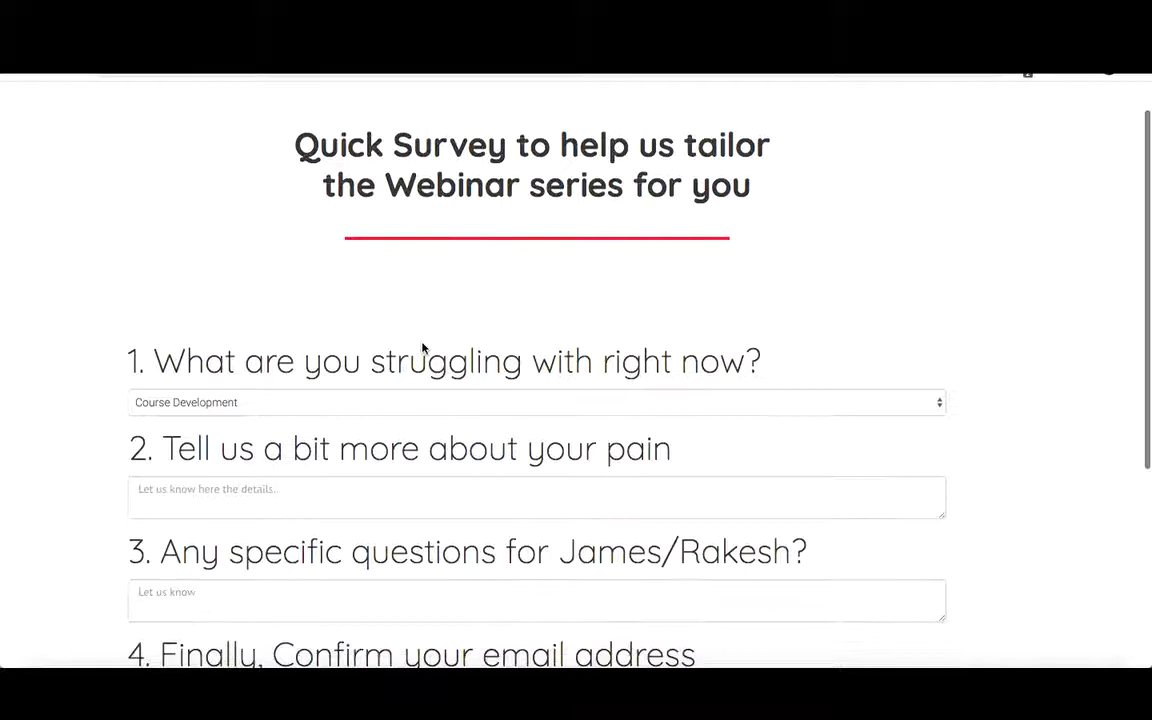 Quick Survey to help us tailor
the Webinar series for you
1. What are you struggling with right now?
Course Development
2. Tell us a bit more about your pain
Let us know here the details..
3. Any specific questions for James/Rakesh?
Let us know
4. Finally, Confirm your email address